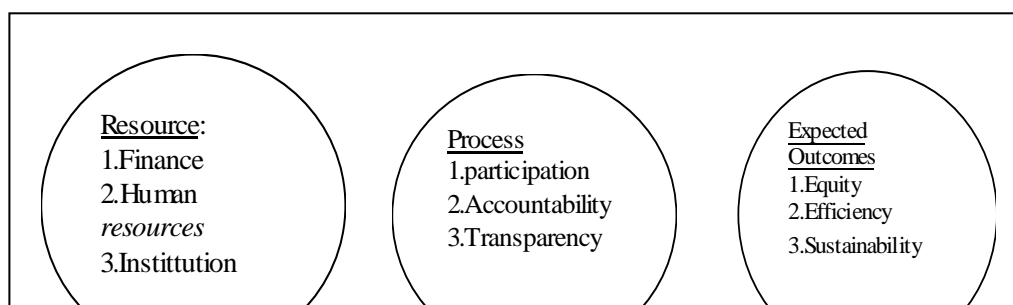 Resource:
1.Finance
2.Human
resources
3.Instittution
Process
1.participation
2.Accountability
3.Transparency
Expected
Outcomes
1.Equity
2.Efficiency
3.Sustainability